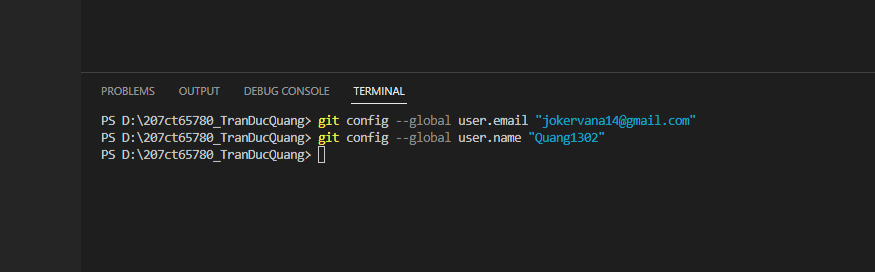 PROBLEMS OUTPUT DEBUG CONSOLE TERMINAL
PS D:\207ct65780_TranDucQuang> git config --global user.email "jokervana14@gmail.com"
PS D:\207ct65780_TranDucQuang> git config --global user.name "Quang1302"
PS D:\207ct65780_TranDucQuang>